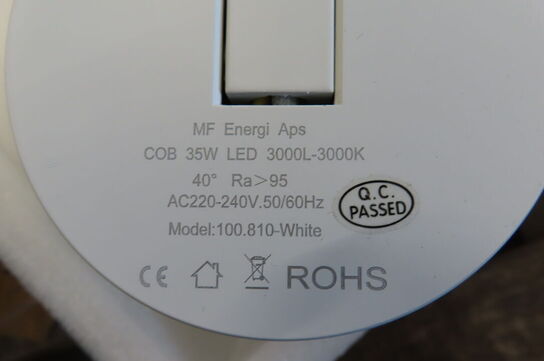 MF Energi Aps
COB 35W LED 3000L-3000K
40° Ra>95
AC220-240V.50/60Hz
Model:100.810-White
Q.C.
PASSED
CE ROHS